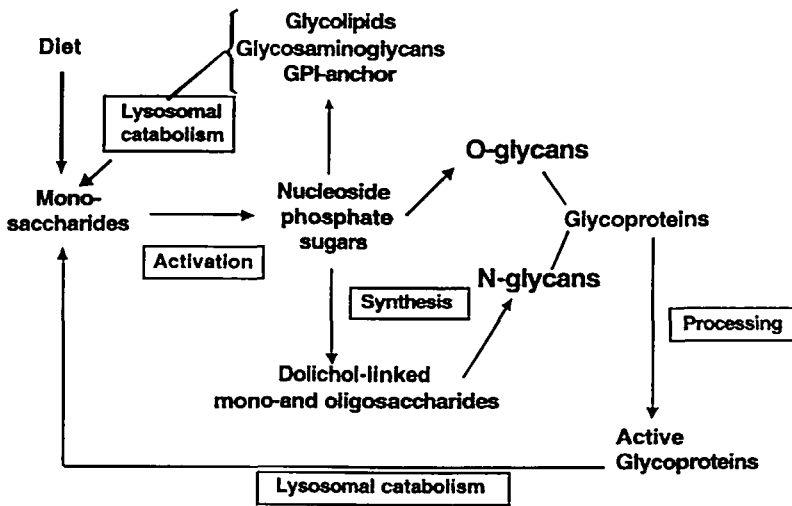 Glycolipids
Diet
Glycosaminoglycans
GPI-anchor
Lysosomal
catabolism
O-glycans
Mono-
saccharides
Nucleoside
phosphate
sugars
Glycoproteins
Activation
N-glycans
Synthesis
Processing
Dolichol-linked
mono-and oligosaccharides
Active
Glycoproteins
Lysosomal catabolism